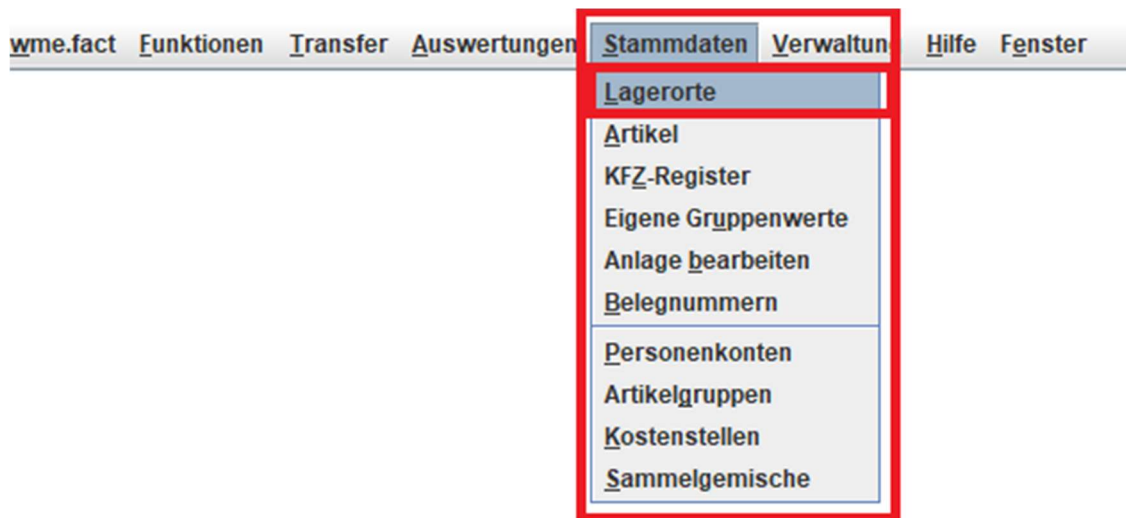 wme.fact Funktionen Transfer Auswertungen Stammdaten Verwaltun Hilfe Fenster
Lagerorte
Artikel
KFZ-Register
Eigene Gruppenwerte
Anlage bearbeiten
Belegnummern
Personenkonten
Artikelgruppen
Kostenstellen
Sammelgemische